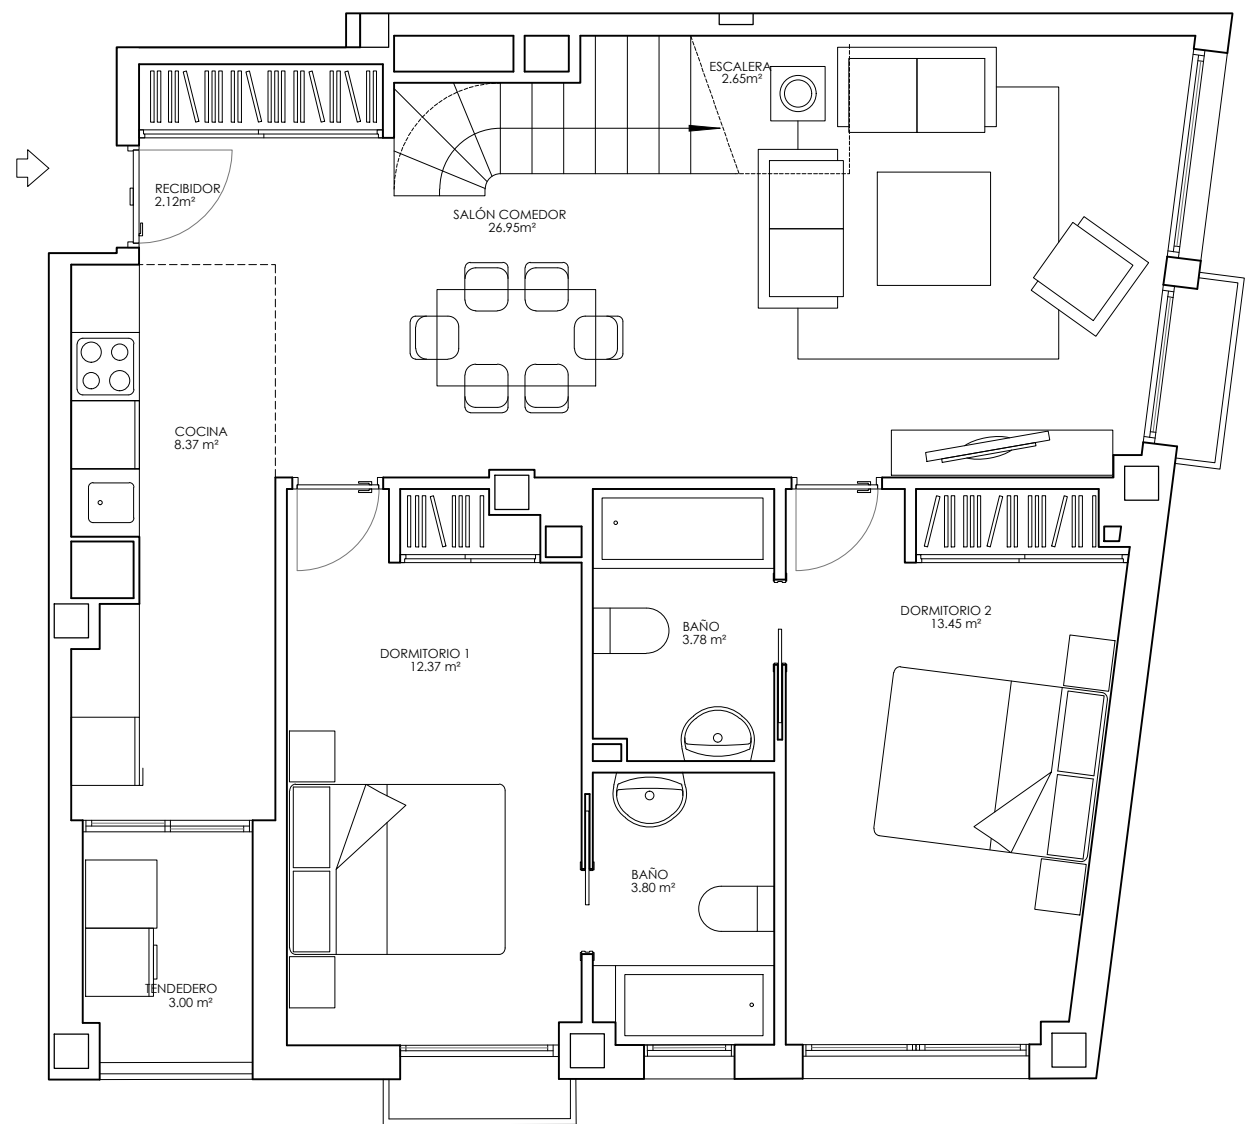 ESCALERA
2.65m²
RECIBIDOR
2.12m²
SALÓN COMEDOR
26.95m²
COCINA
8.37 m²
DORMITORIO 2
13.45 m²
BAÑO
3.78 m²
DORMITORIO 1
12.37 m²
BAÑO
3.80 m²
TENDEDERO
3.00 m²